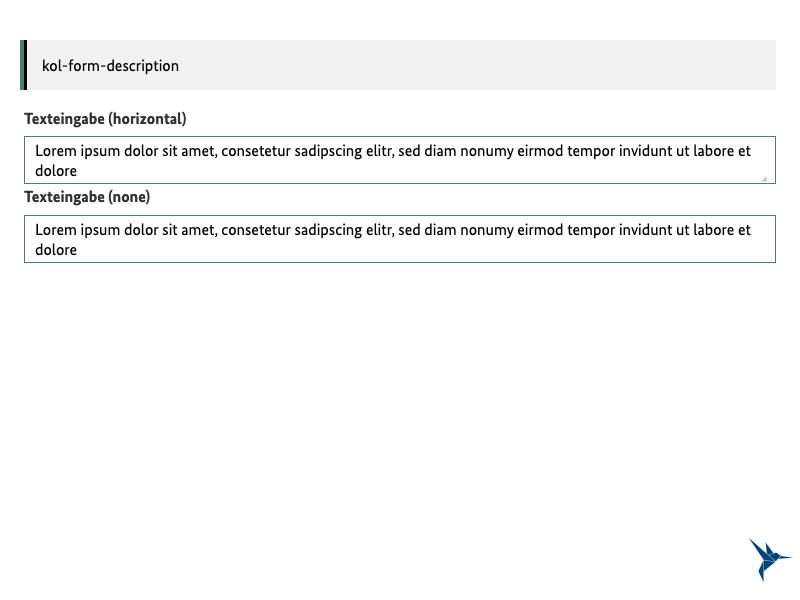 kol-form-description
Texteingabe (horizontal)
Lorem ipsum dolor sit amet, consetetur sadipscing elitr, sed diam nonumy eirmod tempor invidunt ut labore et
dolore
Texteingabe (none)
Lorem ipsum dolor sit amet, consetetur sadipscing elitr, sed diam nonumy eirmod tempor invidunt ut labore et
dolore